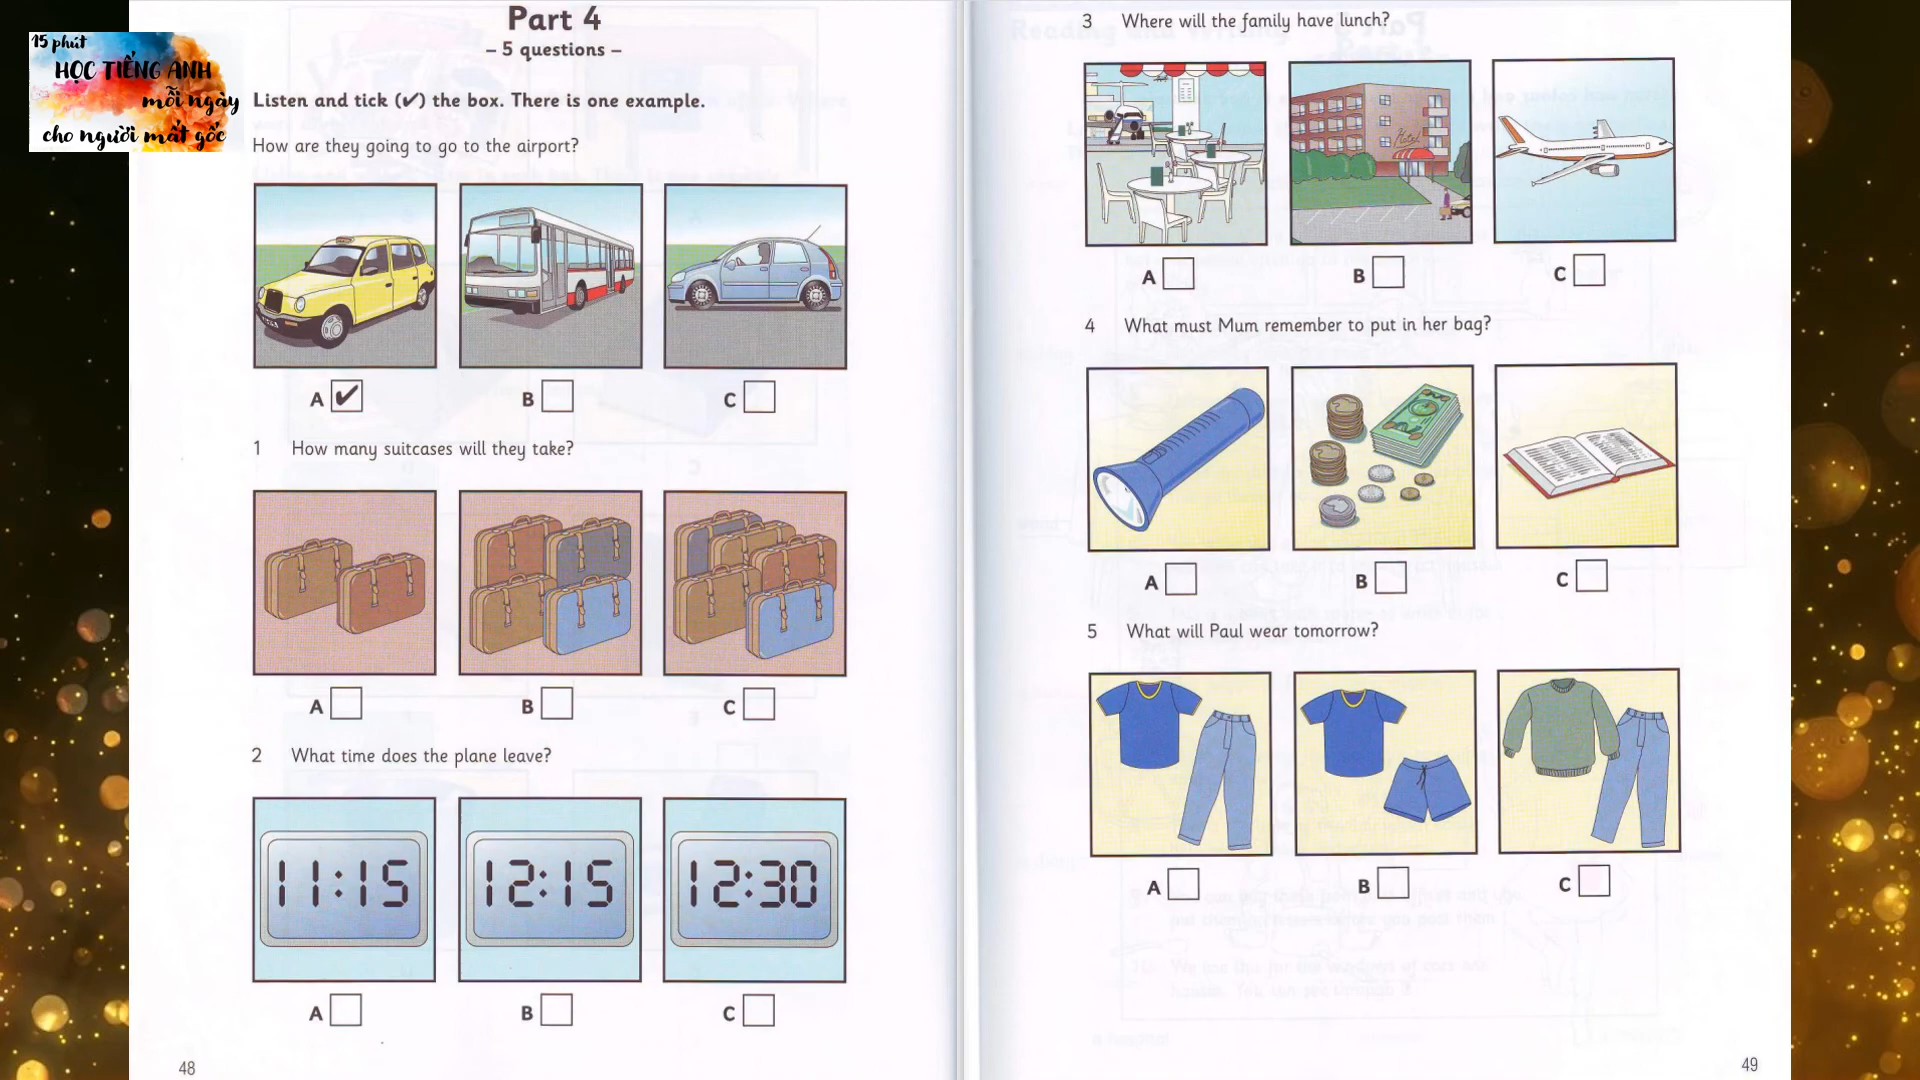 15 phút
HỌC TIẾNG ANH
mỗi ngày
cho người mất gốc
Part 4
– 5 questions –
Listen and tick (✔) the box. There is one example.
How are they going to go to the airport?
A ✔ B C
1 How many suitcases will they take?
A B C
2 What time does the plane leave?
11:15 12:15 12:30
A B C
48
3 Where will the family have lunch?
Hotel
A B C
4 What must Mum remember to put in her bag?
A B C
5 What will Paul wear tomorrow?
A B C
49